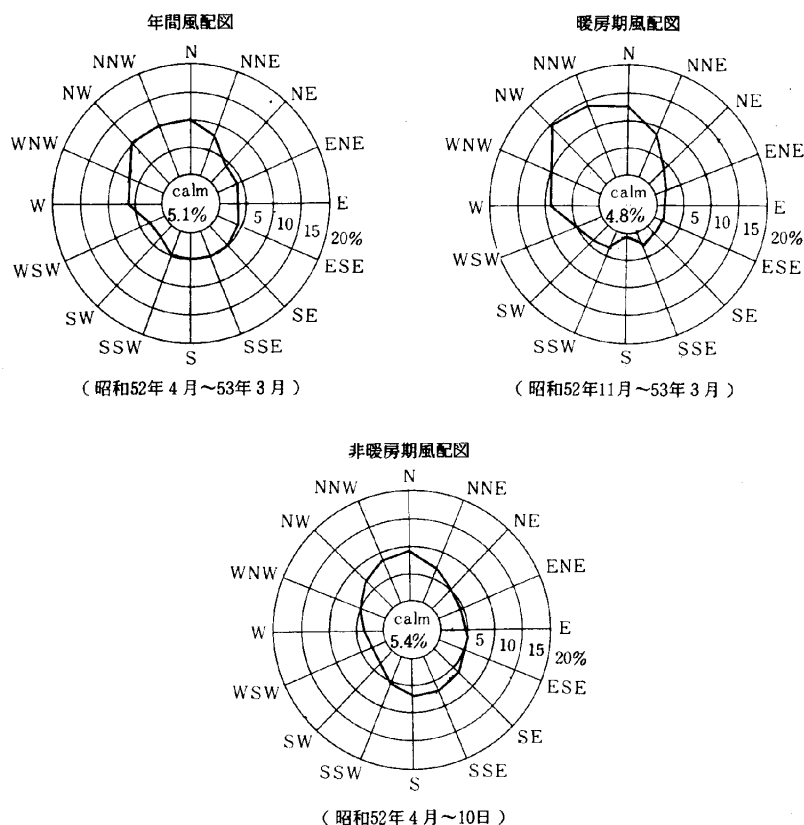 年間風配図
N
NNW
NNE
NW
NE
WNW
ENE
calm
5.1%
W
5
10
15
20%
E
WSW
ESE
SW
SE
SSW
SSE
S
(昭和52年4月~53年3月)
暖房期風配図
N
NNW
NNE
NW
NE
WNW
ENE
calm
4.8%
W
5
10
15
20%
E
WSW
ESE
SW
SE
SSW
SSE
S
(昭和52年11月~53年3月)
非暖房期風配図
N
NNW
NNE
NW
NE
WNW
ENE
calm
5.4%
W
5
10
15
20%
E
WSW
ESE
SW
SE
SSW
SSE
S
(昭和52年4月~10日)